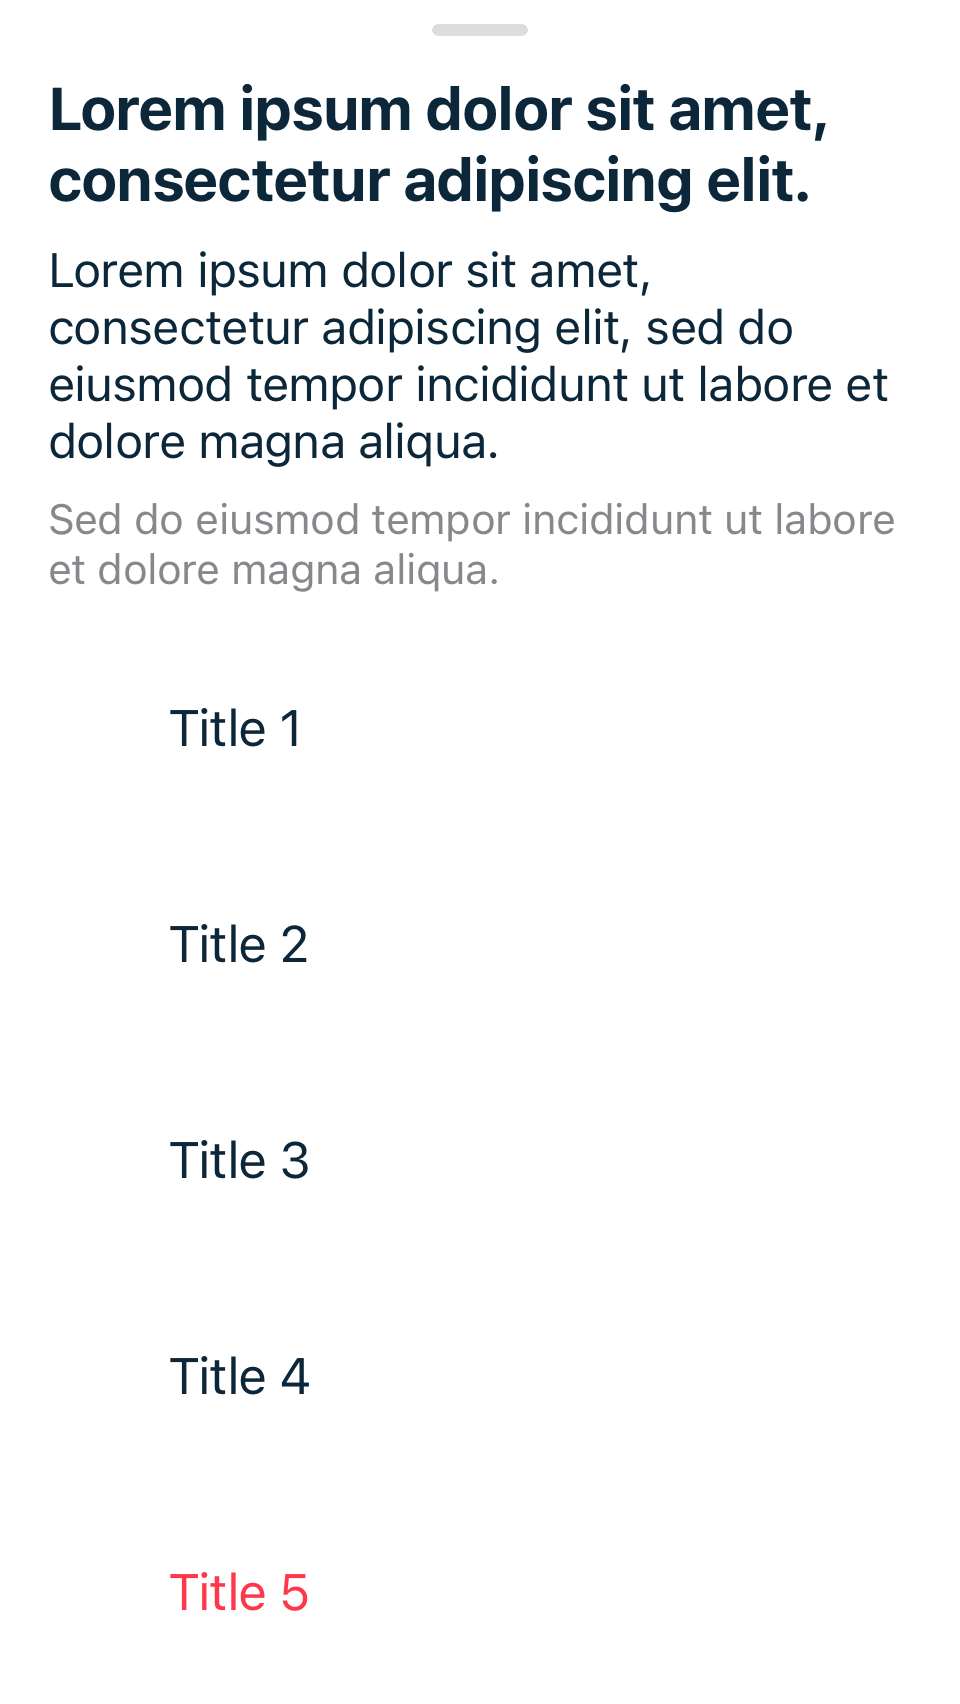 Lorem ipsum dolor sit amet,
consectetur adipiscing elit.
Lorem ipsum dolor sit amet,
consectetur adipiscing elit, sed do
eiusmod tempor incididunt ut labore et
dolore magna aliqua.
Sed do eiusmod tempor incididunt ut labore
et dolore magna aliqua.
Title 1
Title 2
Title 3
Title 4
Title 5